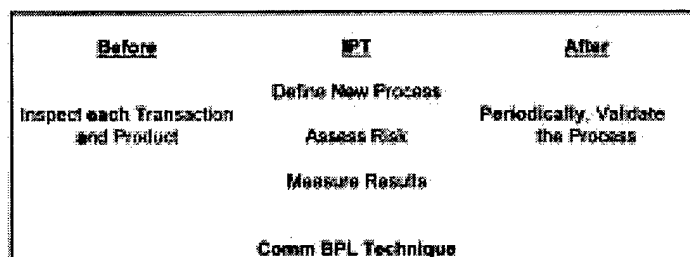 Before
IPT
After
Define New Process
Inspect each Transaction
and Product
Periodically, Validate
the Process
Assess Risk
Measure Results
Comm BPL Technique